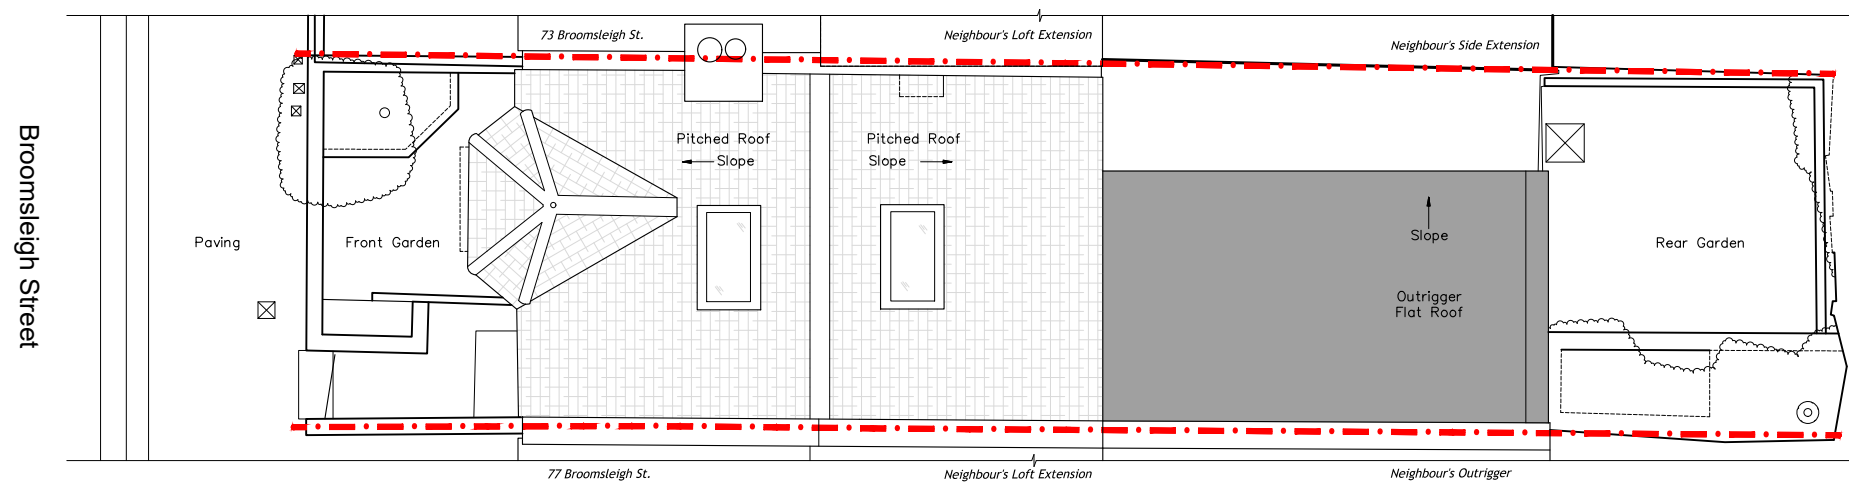 73 Broomsleigh St.
Neighbour's Loft Extension
Neighbour's Side Extension
Broomsleigh Street
Paving
Front Garden
Pitched Roof
Slope
Pitched Roof
Slope
Slope
Outrigger
Flat Roof
Rear Garden
77 Broomsleigh St.
Neighbour's Loft Extension
Neighbour's Outrigger